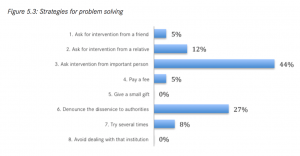 Figure 5.3: Strategies for problem solving
1. Ask for intervention from a friend 5%
2. Ask for intervention from a relative 12%
3. Ask intervention from important person 44%
4. Pay a fee 5%
5. Give a small gift 0%
6. Denounce the disservice to authorities 27%
7. Try several times 8%
8. Avoid dealing with that institution 0%